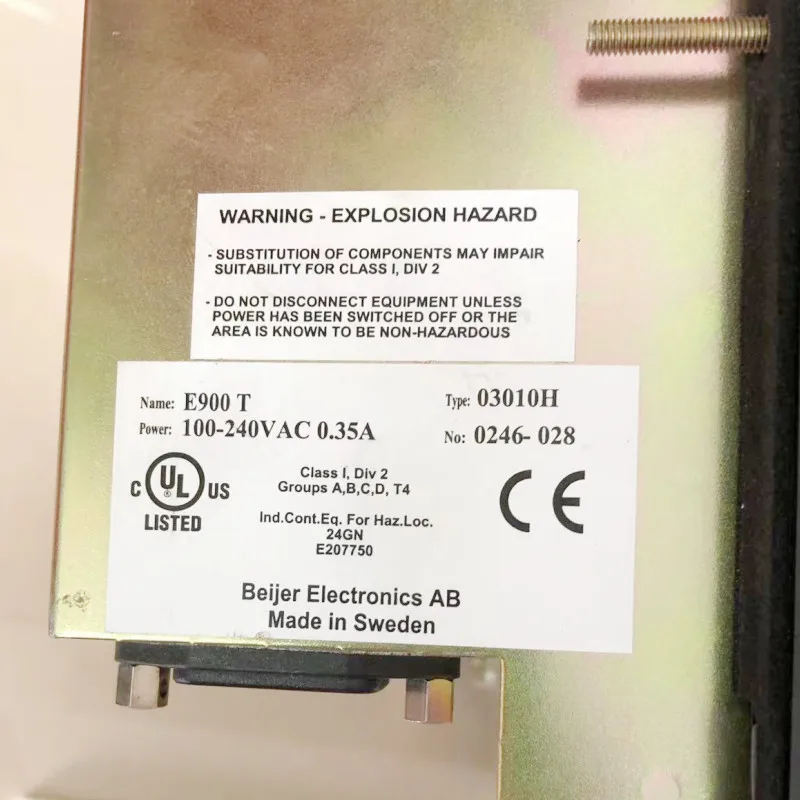 WARNING - EXPLOSION HAZARD
- SUBSTITUTION OF COMPONENTS MAY IMPAIR
SUITABILITY FOR CLASS I, DIV 2
- DO NOT DISCONNECT EQUIPMENT UNLESS
POWER HAS BEEN SWITCHED OFF OR THE
AREA IS KNOWN TO BE NON-HAZARDOUS
Name: E900 T
Type: 03010H
Power: 100-240VAC 0.35A
No: 0246- 028
C UL US
LISTED
Class I, Div 2
Groups A,B,C,D, T4
Ind.Cont.Eq. For Haz.Loc.
24GN
E207750
CE
Beijer Electronics AB
Made in Sweden